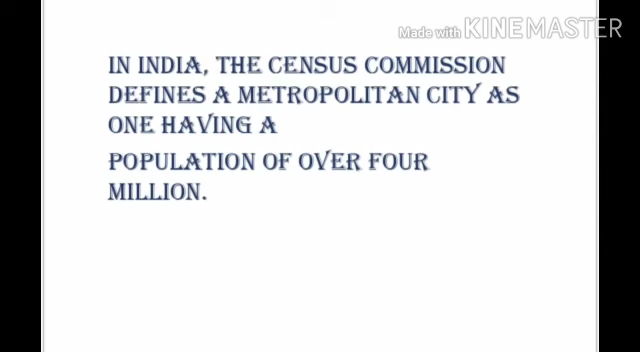 Made with KINEMASTER
IN INDIA, THE CENSUS COMMISSION
DEFINES A METROPOLITAN CITY AS
ONE HAVING A
POPULATION OF OVER FOUR
MILLION.